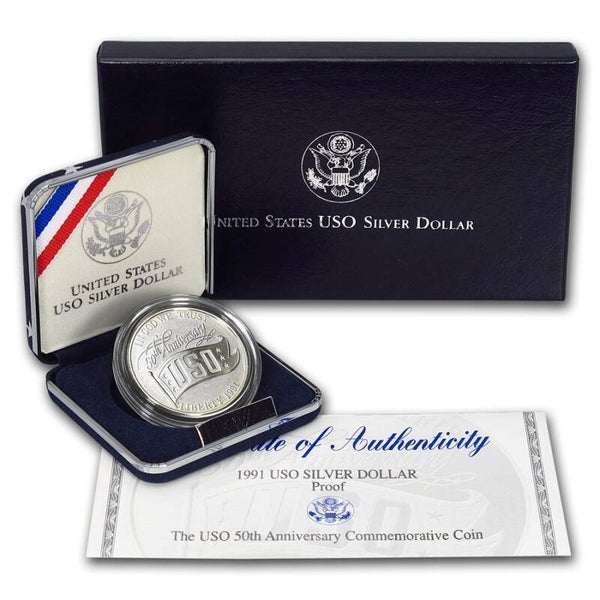 UNITED STATES USO SILVER DOLLAR
UNITED STATES
USO SILVER DOLLAR
IN GOD WE TRUST
50th Anniversary
USO
LIBERTY 1991
of Authenticity
1991 USO SILVER DOLLAR
Proof
The USO 50th Anniversary Commemorative Coin